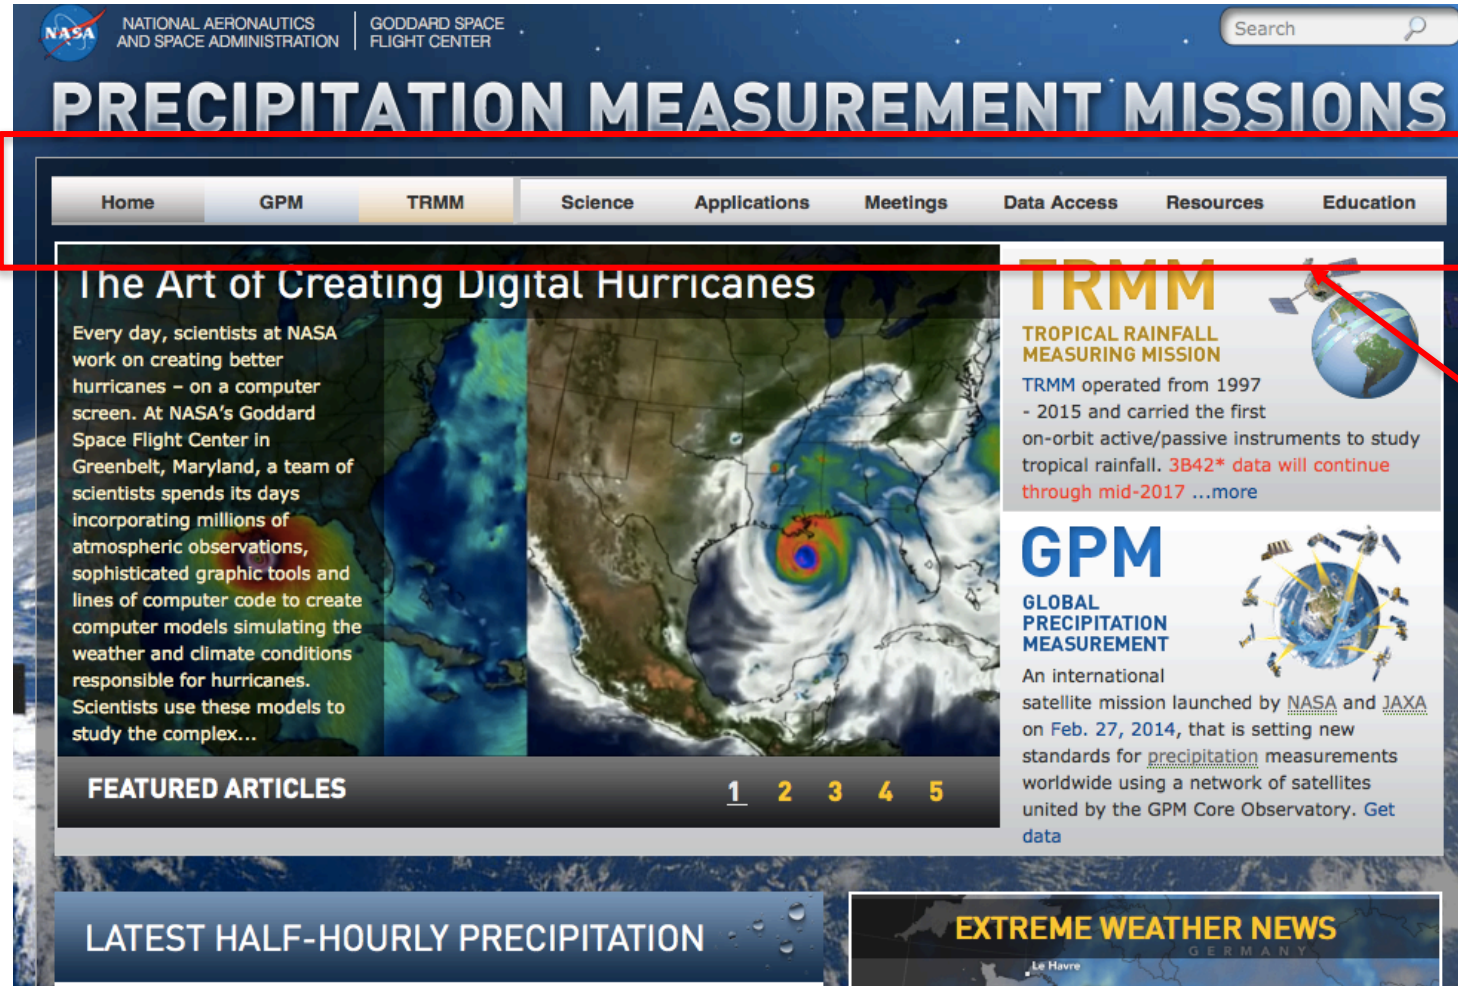 NASA
NATIONAL AERONAUTICS
AND SPACE ADMINISTRATION
GODDARD SPACE
FLIGHT CENTER
Search
PRECIPITATION MEASUREMENT MISSIONS
Home GPM TRMM Science Applications Meetings Data Access Resources Education
The Art of Creating Digital Hurricanes
Every day, scientists at NASA
work on creating better
hurricanes – on a computer
screen. At NASA's Goddard
Space Flight Center in
Greenbelt, Maryland, a team of
scientists spends its days
incorporating millions of
atmospheric observations,
sophisticated graphic tools and
lines of computer code to create
computer models simulating the
weather and climate conditions
responsible for hurricanes.
Scientists use these models to
study the complex...
FEATURED ARTICLES
1 2 3 4 5
TRMM
TROPICAL RAINFALL
MEASURING MISSION
TRMM operated from 1997
- 2015 and carried the first
on-orbit active/passive instruments to study
tropical rainfall. 3B42* data will continue
through mid-2017 ...more
GPM
GLOBAL
PRECIPITATION
MEASUREMENT
An international
satellite mission launched by NASA and JAXA
on Feb. 27, 2014, that is setting new
standards for precipitation measurements
worldwide using a network of satellites
united by the GPM Core Observatory. Get
data
LATEST HALF-HOURLY PRECIPITATION
EXTREME WEATHER NEWS
GERMANY
Le Havre